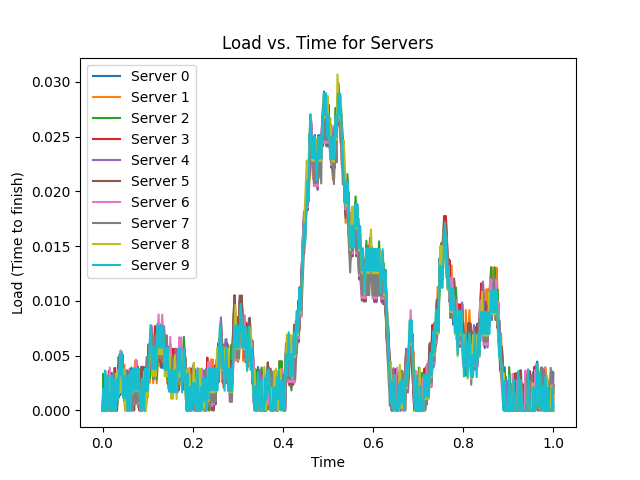 Load vs. Time for Servers
Load (Time to finish)
0.030
0.025
0.020
0.015
0.010
0.005
0.000
Server 0
Server 1
Server 2
Server 3
Server 4
Server 5
Server 6
Server 7
Server 8
Server 9
0.0 0.2 0.4 0.6 0.8 1.0
Time